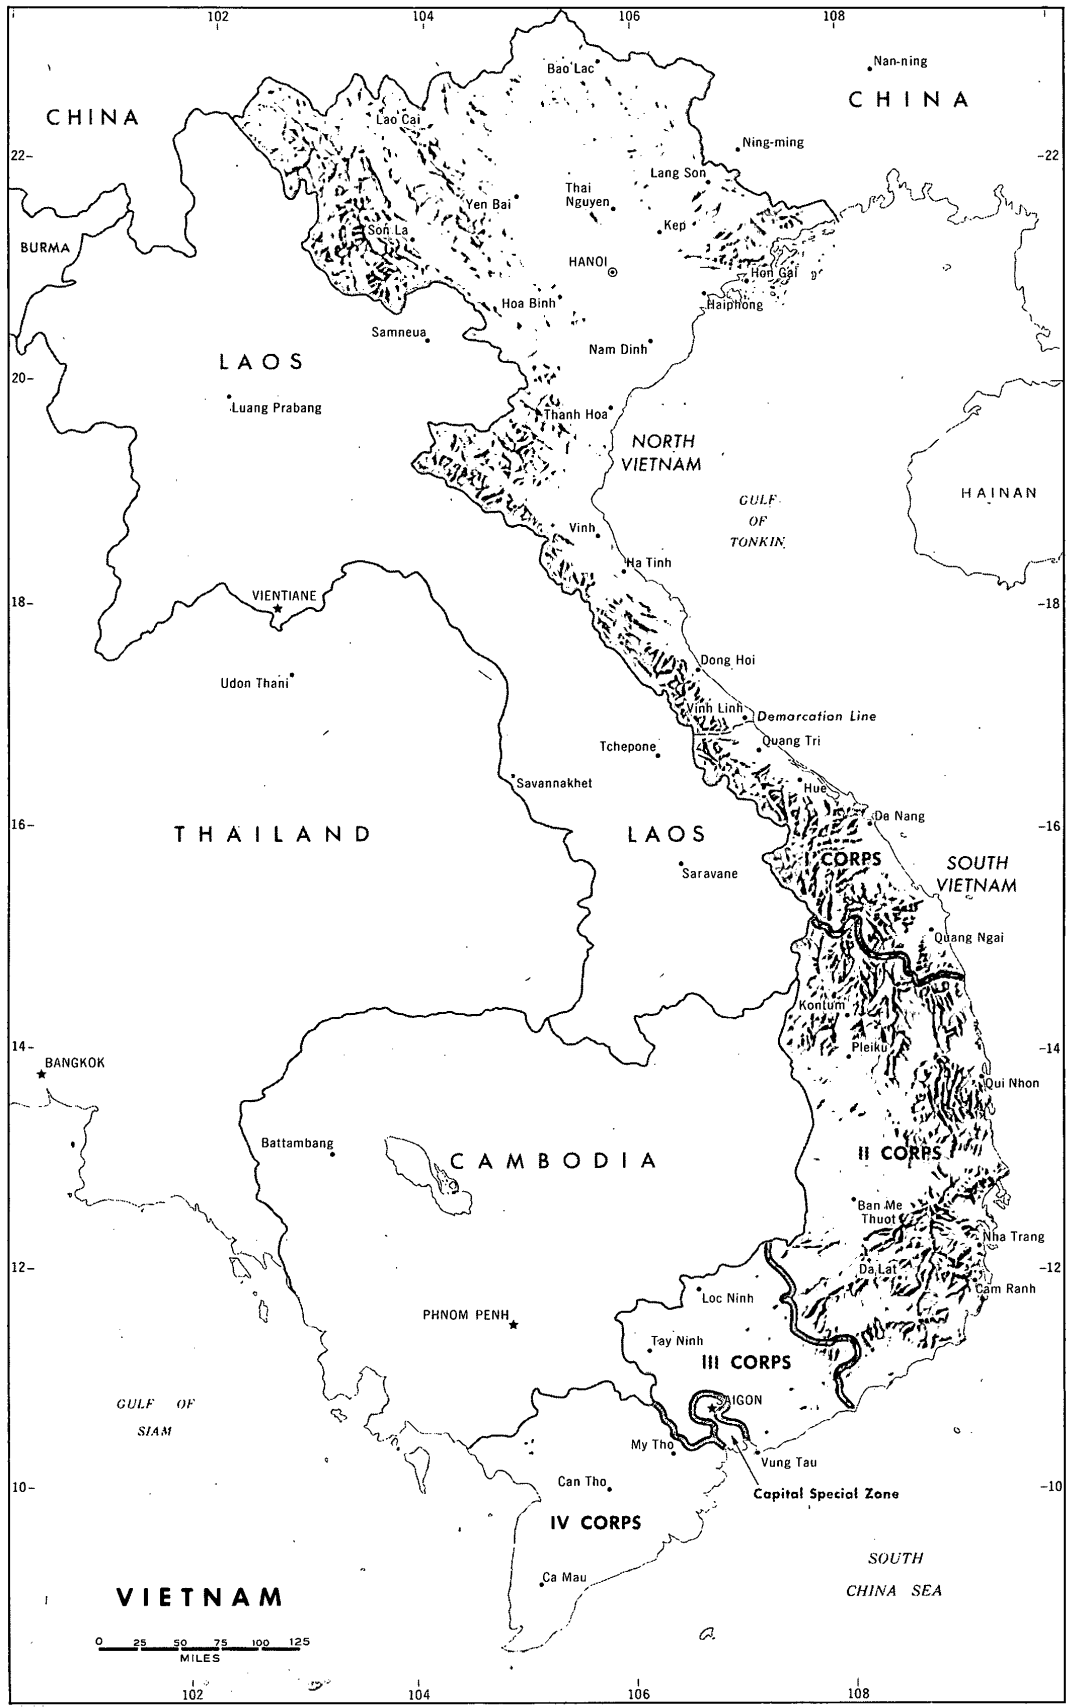 102 104 106 108
Bao Lac
Nan-ning
CHINA
CHINA
Lao Cai
Ning-ming
22 22
Lang Son
Thai
Nguyen
Yen Bai
Kep
Son La
BURMA
HANOI
Hon Gai
Hoa Binh
Haiphong
Samneua
Nam Dinh
LAOS
20 20
Luang Prabang
Thanh Hoa
NORTH
VIETNAM
HAINAN
GULF
OF
TONKIN
Vinh
Ha Tinh
VIENTIANE
18 18
Dong Hoi
Udon Thani
Vinh Linh
Demarcation Line
Quang Tri
Tchepone
Savannakhet
Hue
Da Nang
16 16
THAILAND
LAOS
I CORPS
SOUTH
VIETNAM
Saravane
Quang Ngai
Kontum
14 14
Pleiku
BANGKOK
Qui Nhon
Battambang
CAMBODIA
II CORPS
Ban Me
Thuot
Nha Trang
12 12
Da Lat
Cam Ranh
Loc Ninh
PHNOM PENH
Tay Ninh
III CORPS
GULF OF
SIAM
SAIGON
My Tho
Vung Tau
Can Tho
10 10
Capital Special Zone
IV CORPS
SOUTH
CHINA SEA
Ca Mau
VIETNAM
0 25 50 75 100 125
MILES
102 104 106 108